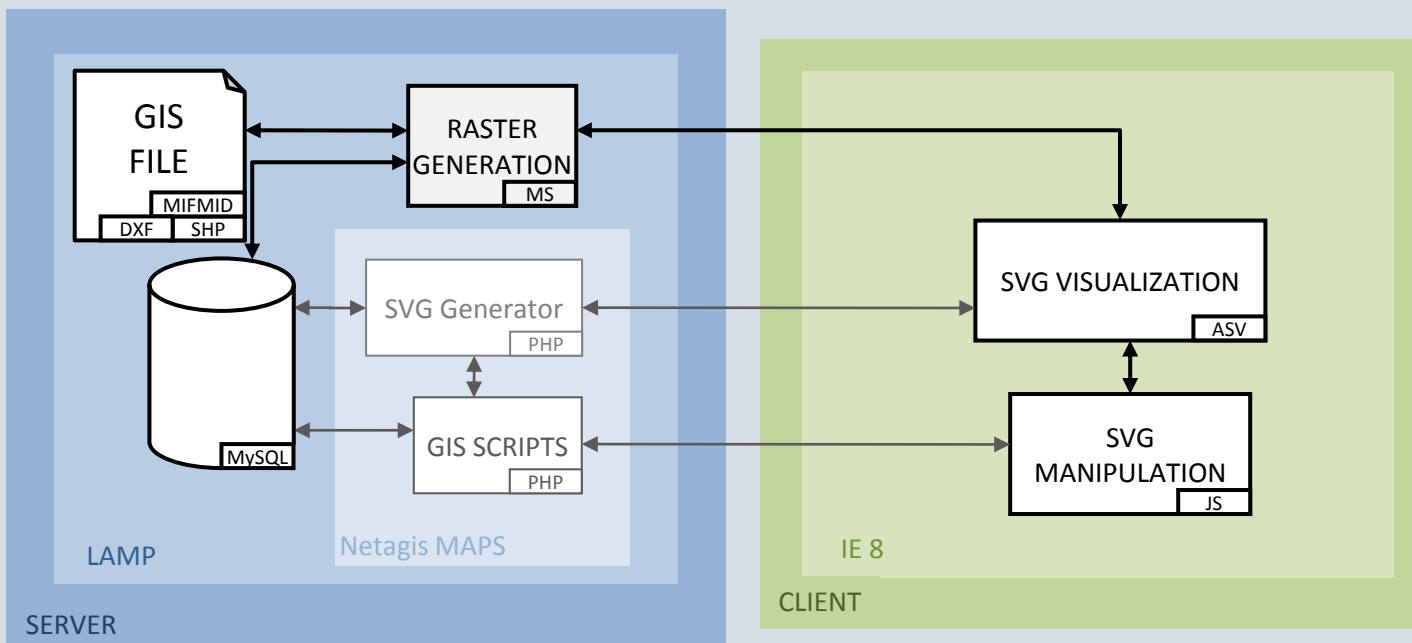 GIS
FILE
MIFMID
DXF
SHP
RASTER
GENERATION
MS
SVG Generator
PHP
GIS SCRIPTS
PHP
MySQL
Netagis MAPS
LAMP
SERVER
SVG VISUALIZATION
ASV
SVG
MANIPULATION
JS
IE 8
CLIENT